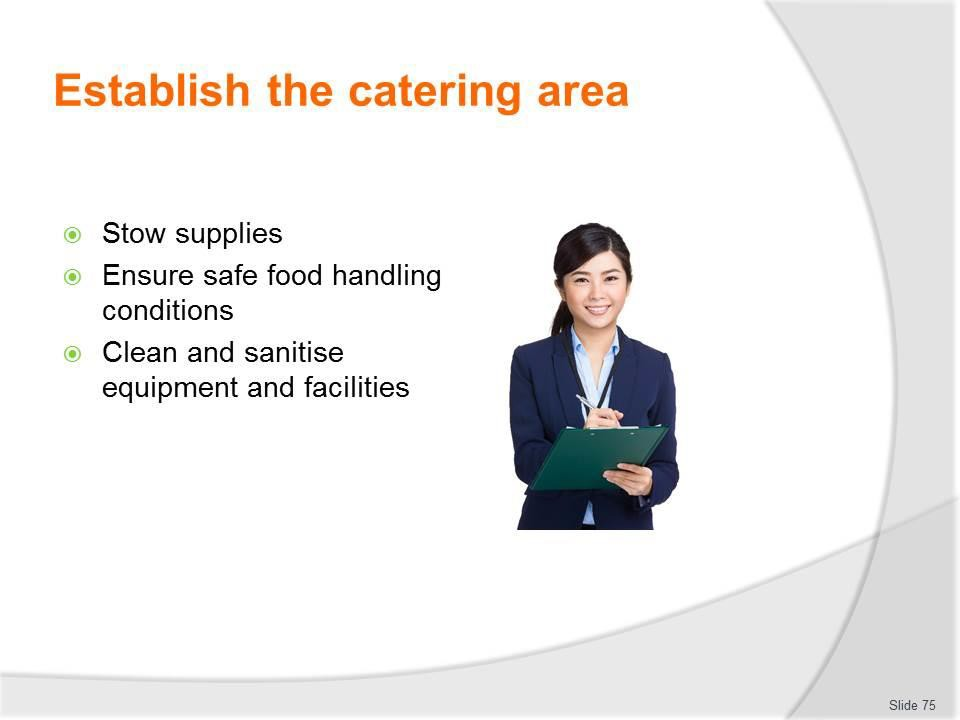 Establish the catering area
Stow supplies
Ensure safe food handling
conditions
Clean and sanitise
equipment and facilities
Slide 75